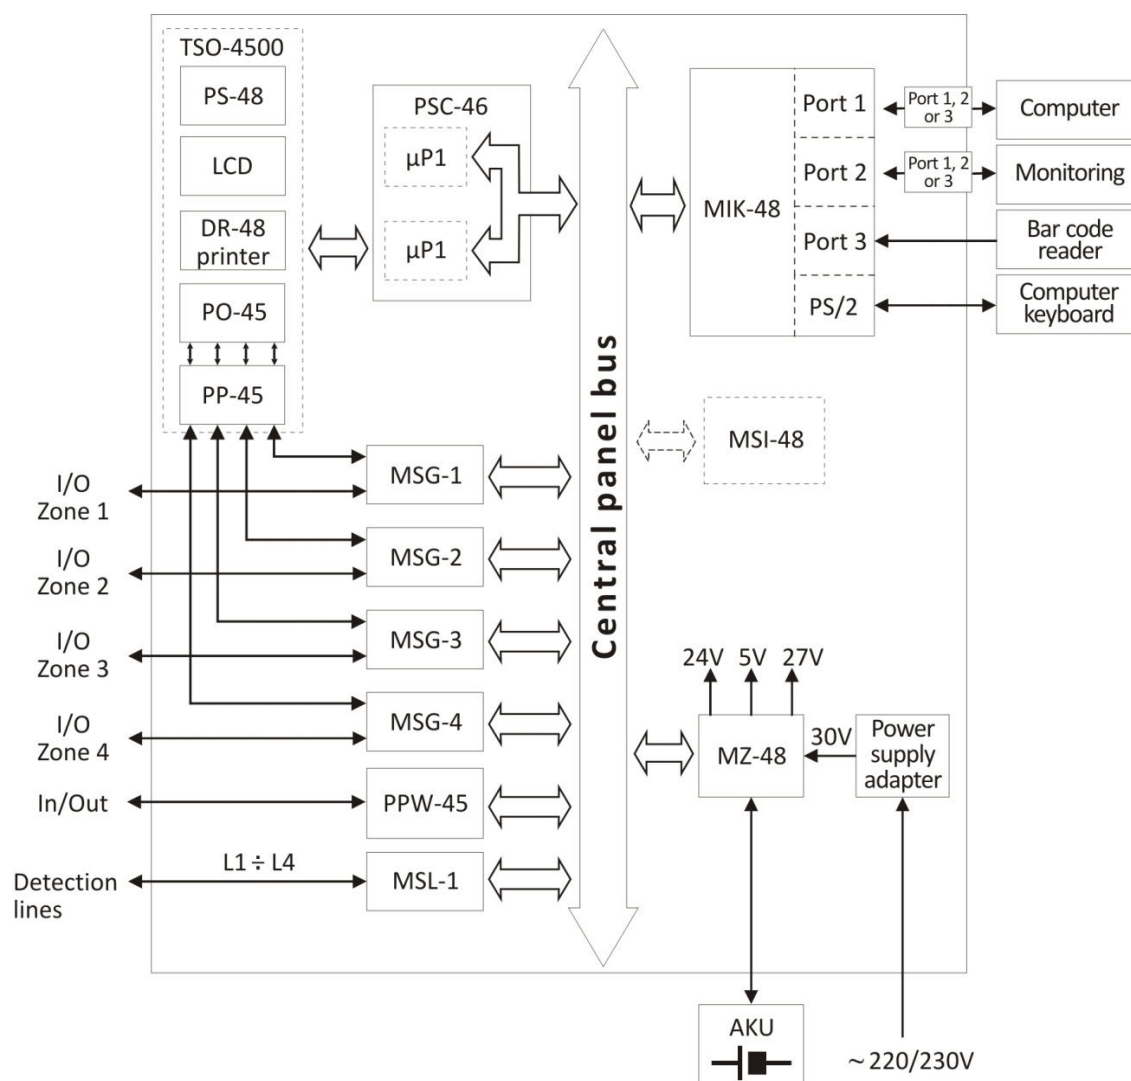 TSO-4500
PS-48
LCD
DR-48
printer
PO-45
PP-45
PSC-46
µP1
µP1
Central panel bus
MIK-48
Port 1
Port 2
Port 3
PS/2
Port 1, 2
or 3
Port 1, 2
or 3
Computer
Monitoring
Bar code
reader
Computer
keyboard
MSI-48
I/O
Zone 1
MSG-1
I/O
Zone 2
MSG-2
I/O
Zone 3
MSG-3
I/O
Zone 4
MSG-4
In/Out
PPW-45
Detection
lines
L1 ÷ L4
MSL-1
24V
5V
27V
MZ-48
30V
Power
supply
adapter
AKU
~ 220/230V